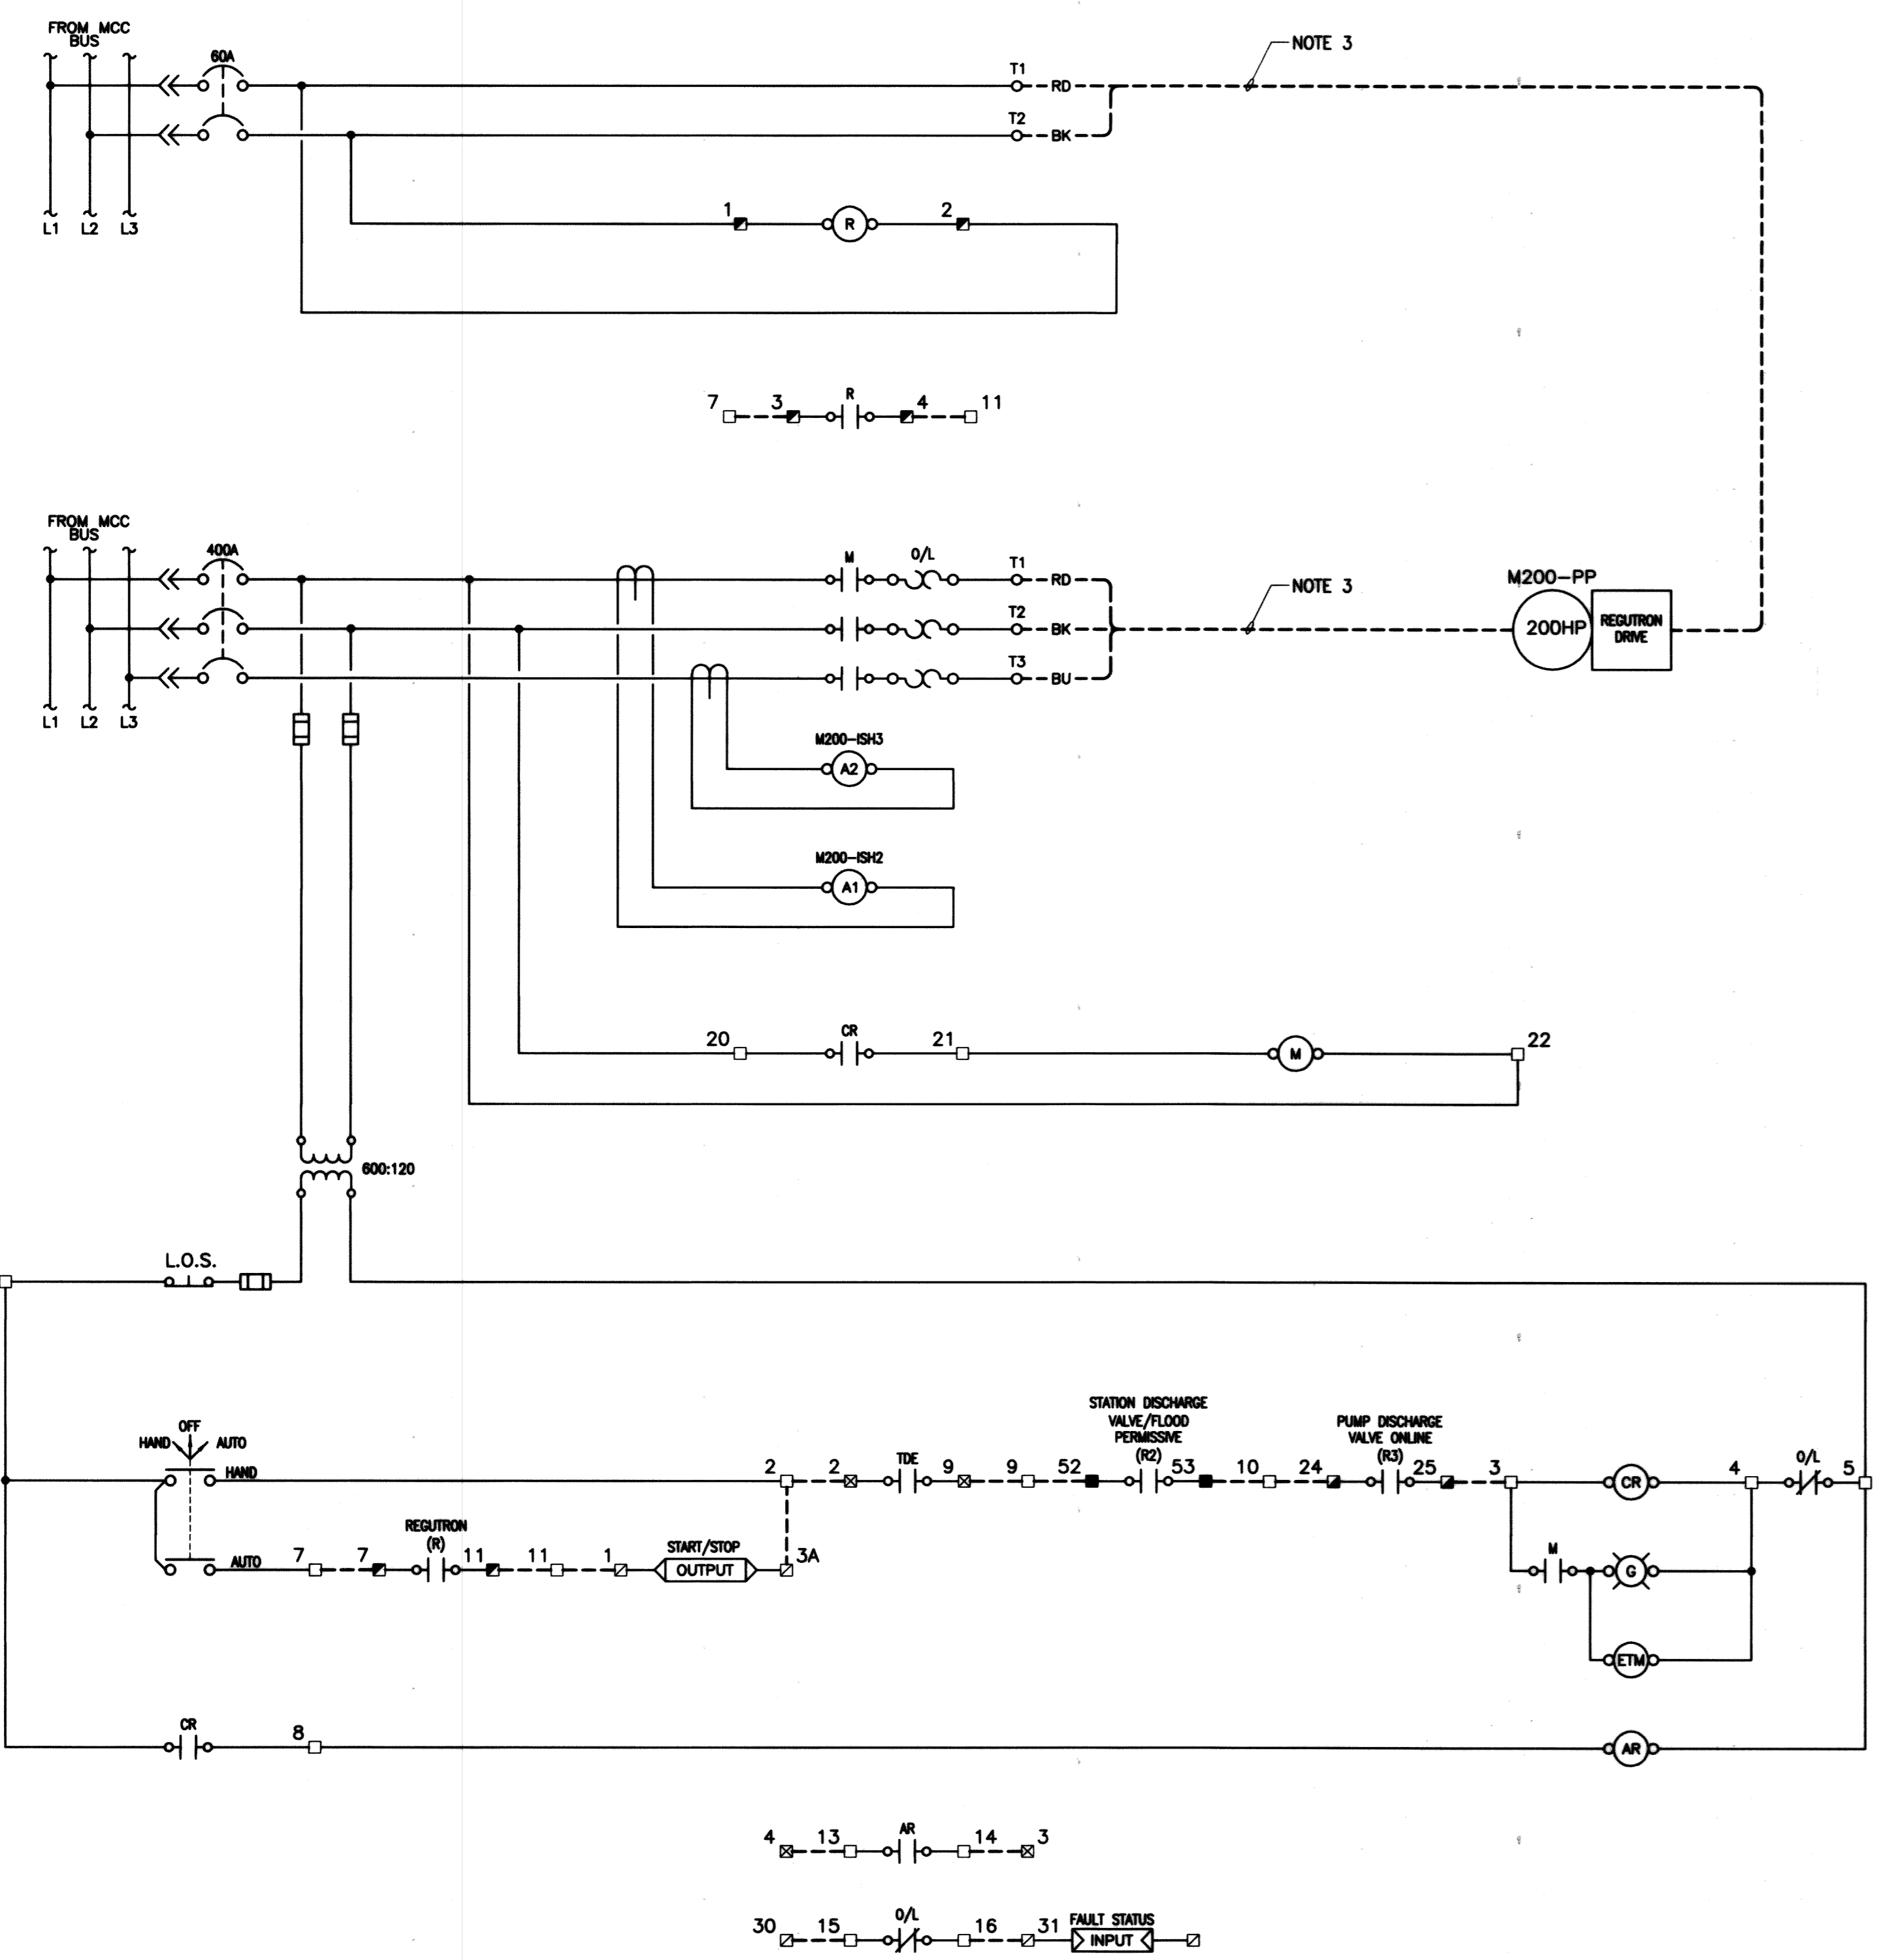 FROM MCC
BUS
60A
NOTE 3
T1
RD
T2
BK
L1 L2 L3
1
R
2
R
7 3 4 11
FROM MCC
BUS
400A
M
O/L
T1
RD
T2
BK
T3
BU
NOTE 3
M200-PP
200HP
REGUTRON
DRIVE
L1 L2 L3
M200-ISH3
A2
M200-ISH2
A1
CR
20 21
M
22
600:120
L.O.S.
STATION DISCHARGE
VALVE/FLOOD
PERMISSIVE
(R2)
PUMP DISCHARGE
VALVE ONLINE
(R3)
OFF
HAND AUTO
HAND
2 2 TDE 9 9 52 53 10 24 25 3
CR
4
O/L
5
REGUTRON
(R)
AUTO
7 7 11 11 1
START/STOP
OUTPUT
3A
M
G
ETM
CR
8
AR
AR
4 13 14 3
O/L
30 15 16 31
FAULT STATUS
INPUT